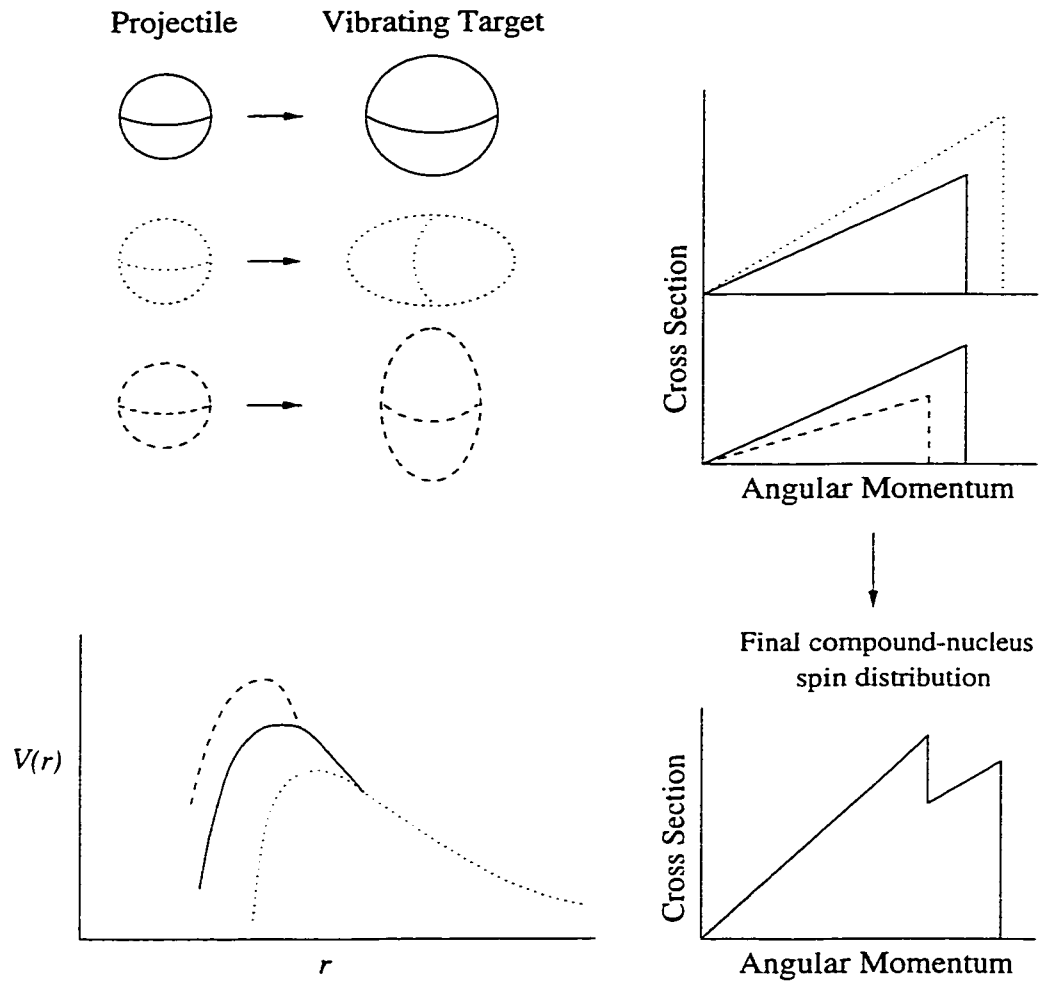 Projectile
Vibrating Target
Cross Section
Angular Momentum
Final compound-nucleus
spin distribution
V(r)
r
Cross Section
Angular Momentum